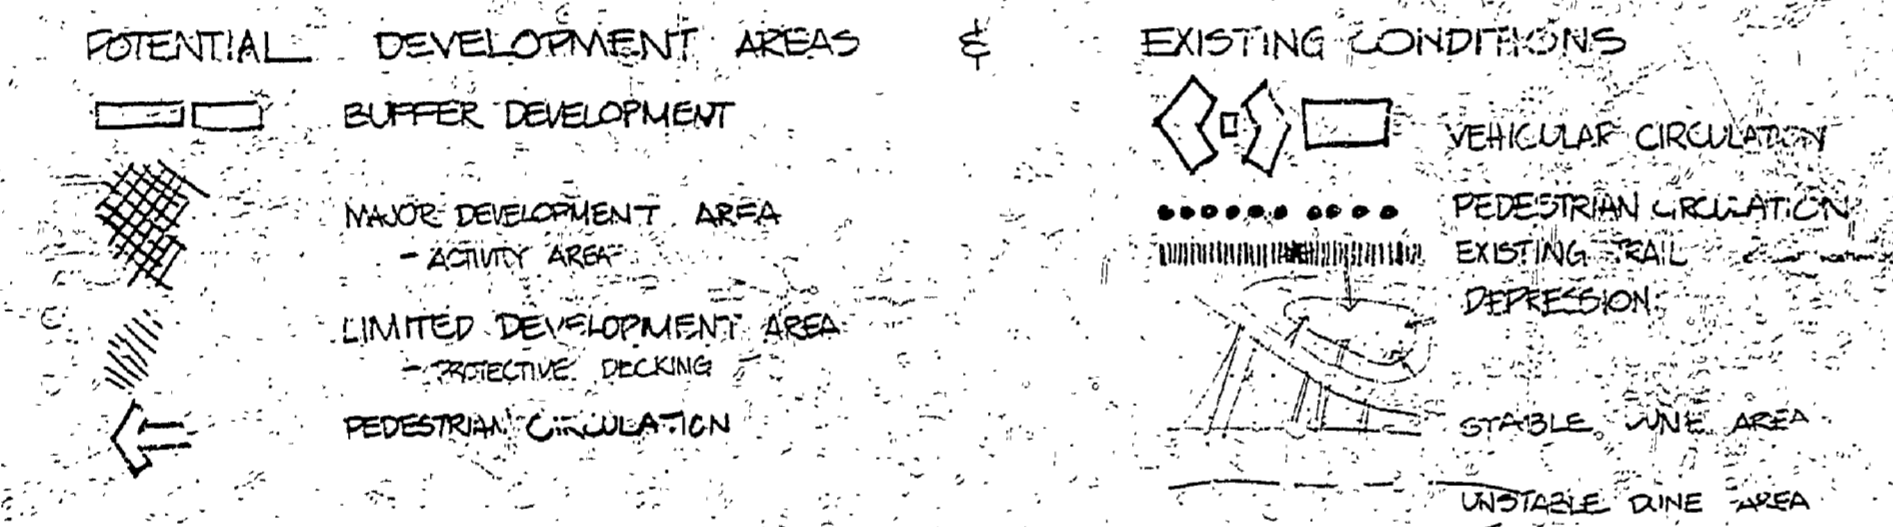 POTENTIAL DEVELOPMENT AREAS & EXISTING CONDITIONS
BUFFER DEVELOPMENT
MAJOR DEVELOPMENT AREA
- ACTIVITY AREA
LIMITED DEVELOPMENT AREA
- PROTECTIVE DECKING
PEDESTRIAN CIRCULATION
VEHICULAR CIRCULATION
PEDESTRIAN CIRCULATION
EXISTING TRAIL
DEPRESSION
STABLE DUNE AREA
UNSTABLE DUNE AREA